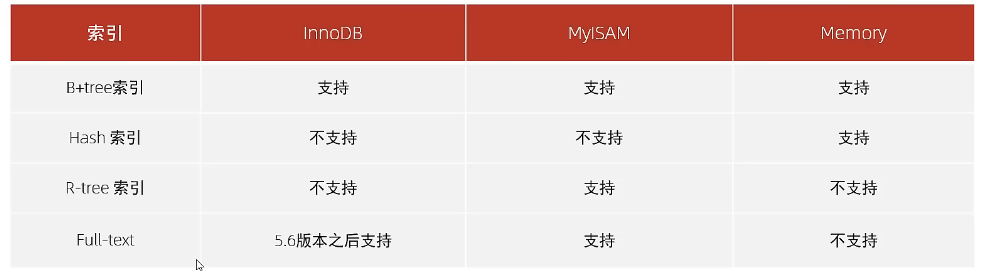 索引 InnoDB MyISAM Memory
B+tree索引 支持 支持 支持
Hash 索引 不支持 不支持 支持
R-tree 索引 不支持 支持 不支持
Full-text 5.6版本之后支持 支持 不支持